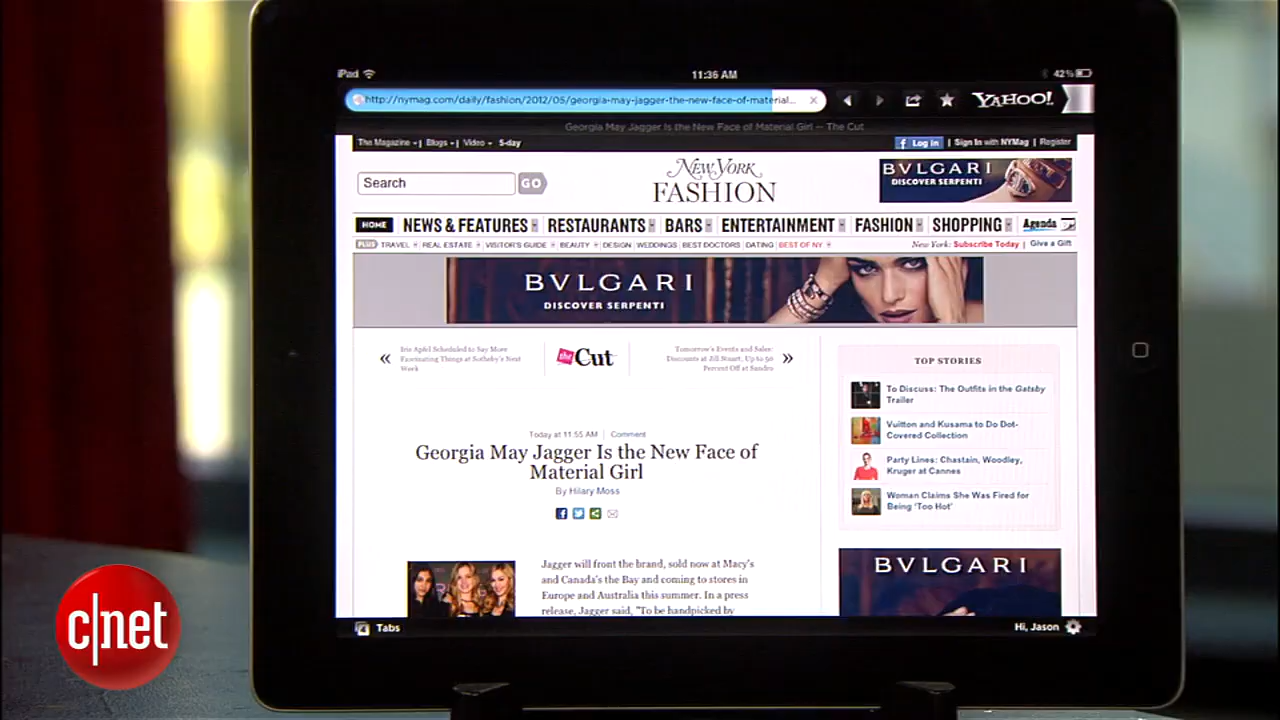 iPad
11:36 AM
42%
http://nymag.com/daily/fashion/2012/05/georgia-may-jagger-the-new-face-of-material...
YAHOO!
Georgia May Jagger Is the New Face of Material Girl -- The Cut
The Magazine | Blogs | Video 5-day
f Log in | Sign In with NYMag | Register
Search
GO
NEW YORK
FASHION
BVLGARI
DISCOVER SERPENTI
HOME NEWS & FEATURES RESTAURANTS BARS ENTERTAINMENT FASHION SHOPPING Agenda
PLUS TRAVEL REAL ESTATE VISITOR'S GUIDE BEAUTY DESIGN WEDDINGS BEST DOCTORS DATING BEST OF NY
New York: Subscribe Today | Give a Gift
BVLGARI
DISCOVER SERPENTI
«
Iris Apfel Scheduled to Say More
Fascinating Things at Sotheby's Next
Week
the Cut
Tomorrow's Events and Sales:
Discounts at Jill Stuart, Up to 50
Percent Off at Sandro
»
Today at 11:55 AM | Comment
Georgia May Jagger Is the New Face of
Material Girl
By Hilary Moss
Jagger will front the brand, sold now at Macy's
and Canada's the Bay and coming to stores in
Europe and Australia this summer. In a press
release, Jagger said, "To be handpicked by
TOP STORIES
To Discuss: The Outfits in the Gatsby
Trailer
Vuitton and Kusama to Do Dot-
Covered Collection
Party Lines: Chastain, Woodley,
Kruger at Cannes
Woman Claims She Was Fired for
Being 'Too Hot'
BVLGARI
4 Tabs
Hi, Jason
c|net